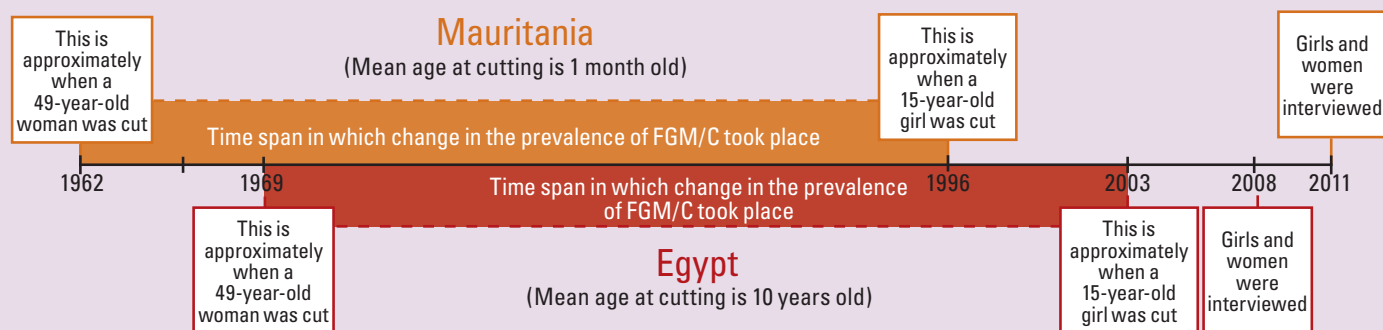 Mauritania
(Mean age at cutting is 1 month old)
This is
approximately
when a
49-year-old
woman was cut
This is
approximately
when a
15-year-old
girl was cut
Girls and
women
were
interviewed
Time span in which change in the prevalence of FGM/C took place
1962
1969
1996
2003
2008
2011
Time span in which change in the prevalence
of FGM/C took place
This is
approximately
when a
49-year-old
woman was cut
Egypt
(Mean age at cutting is 10 years old)
This is
approximately
when a
15-year-old
girl was cut
Girls and
women
were
interviewed